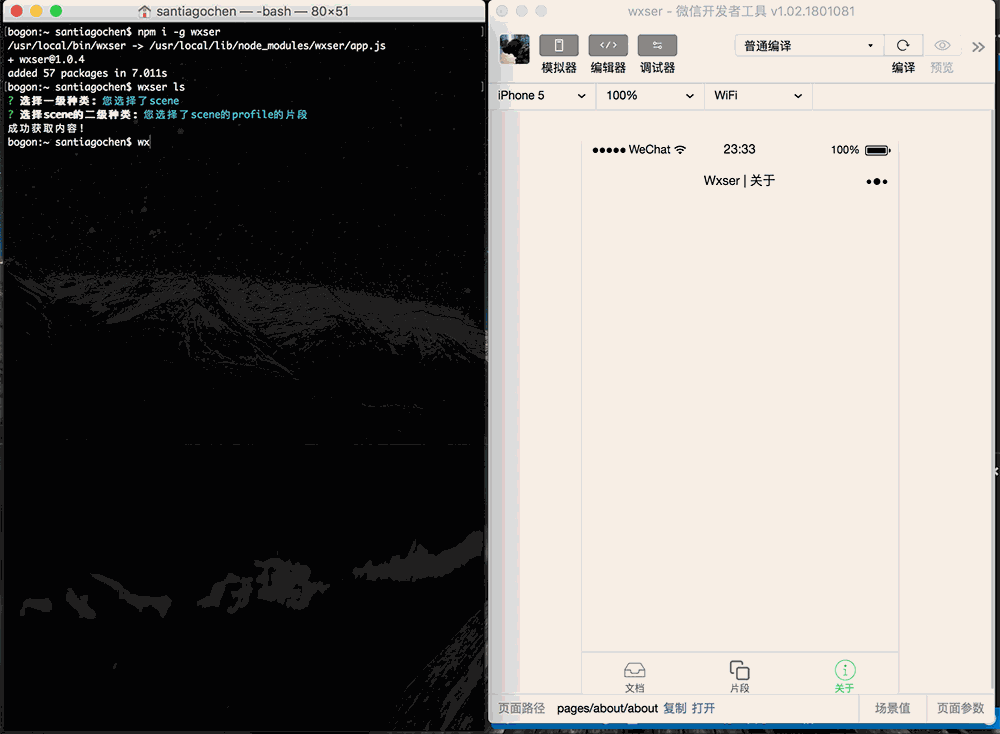 santiagochen — -bash — 80×51
bogon:~ santiagochen$ npm i -g wxser
/usr/local/bin/wxser -> /usr/local/lib/node_modules/wxser/app.js
+ wxser@1.0.4
added 57 packages in 7.011s
bogon:~ santiagochen$ wxser ls
? 选择一级种类: 您选择了scene
? 选择scene的二级种类: 您选择了scene的profile的片段
成功获取内容!
bogon:~ santiagochen$ wx
wxser - 微信开发者工具 v1.02.1801081
模拟器 编辑器 调试器 普通编译 编译 预览
iPhone 5 100% WiFi
WeChat 23:33 100%
Wxser | 关于
文档 片段 关于
页面路径 pages/about/about 复制 打开 场景值 页面参数